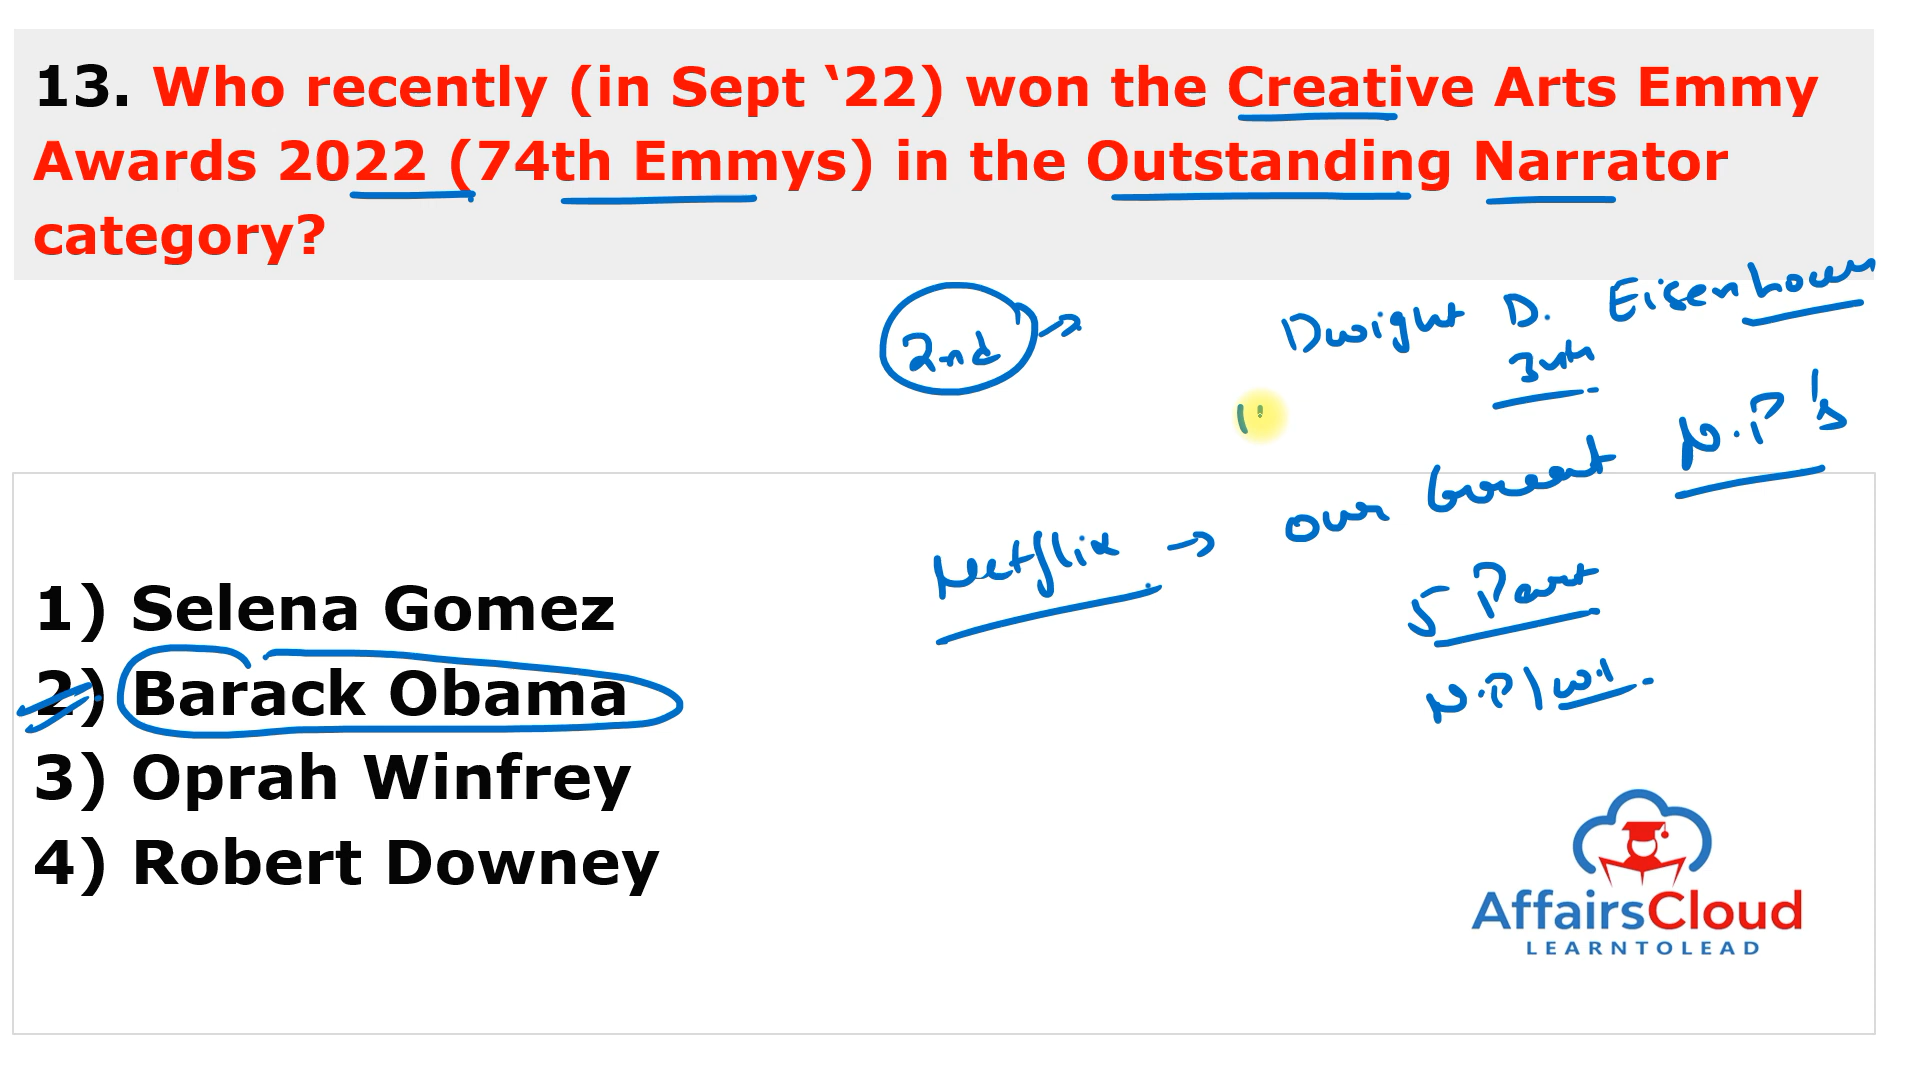 13. Who recently (in Sept ‘22) won the Creative Arts Emmy
Awards 2022 (74th Emmys) in the Outstanding Narrator
category?
2nd →
Dwight D. Eisenhower
34th
Netflix → Our Great N.P's
5 Part
N.P / W.l
1) Selena Gomez
2) Barack Obama
3) Oprah Winfrey
4) Robert Downey
AffairsCloud
LEARNTOLEAD